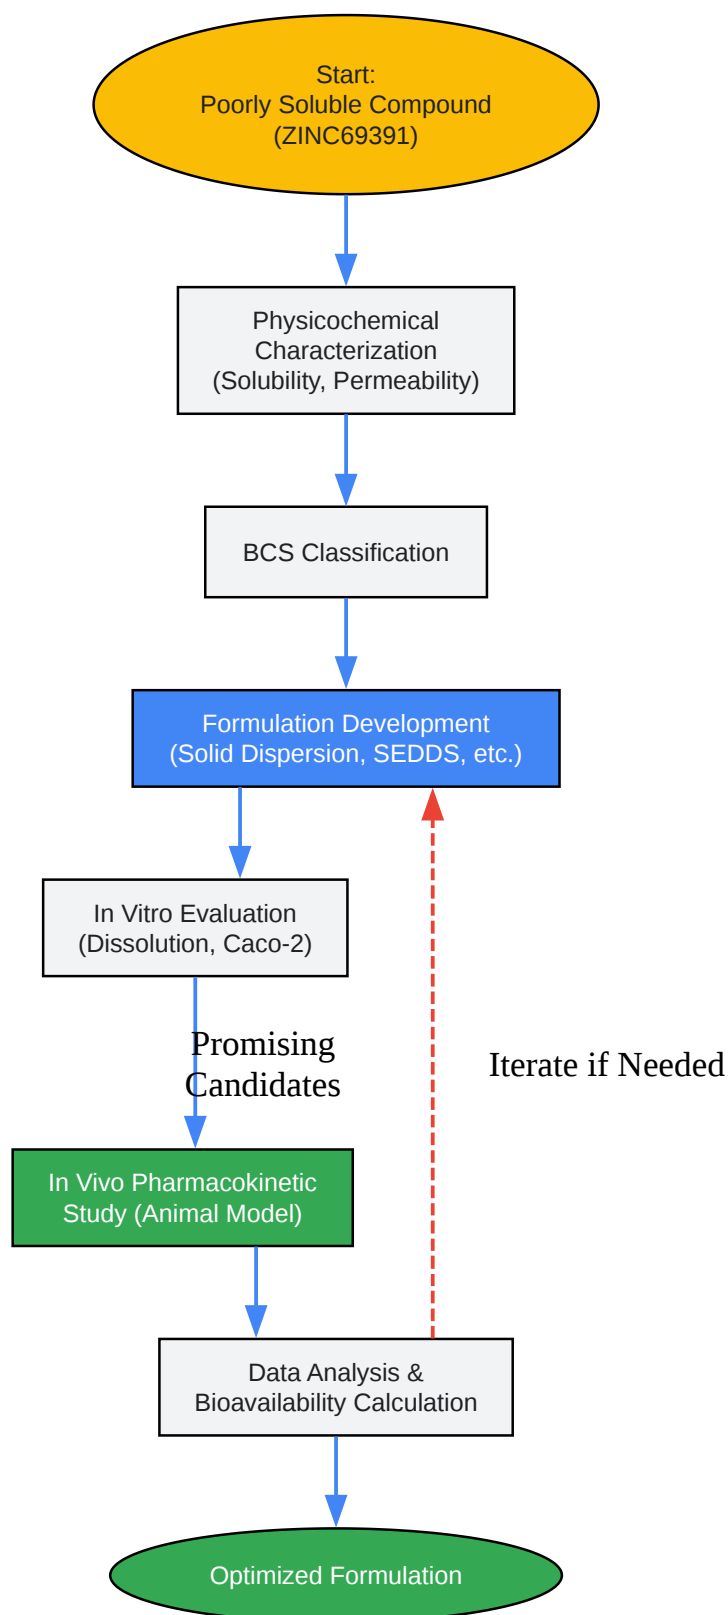 Start:
Poorly Soluble Compound
(ZINC69391)
Physicochemical
Characterization
(Solubility, Permeability)
BCS Classification
Formulation Development
(Solid Dispersion, SEDDS, etc.)
In Vitro Evaluation
(Dissolution, Caco-2)
Promising
Candidates
Iterate if Needed
In Vivo Pharmacokinetic
Study (Animal Model)
Data Analysis &
Bioavailability Calculation
Optimized Formulation